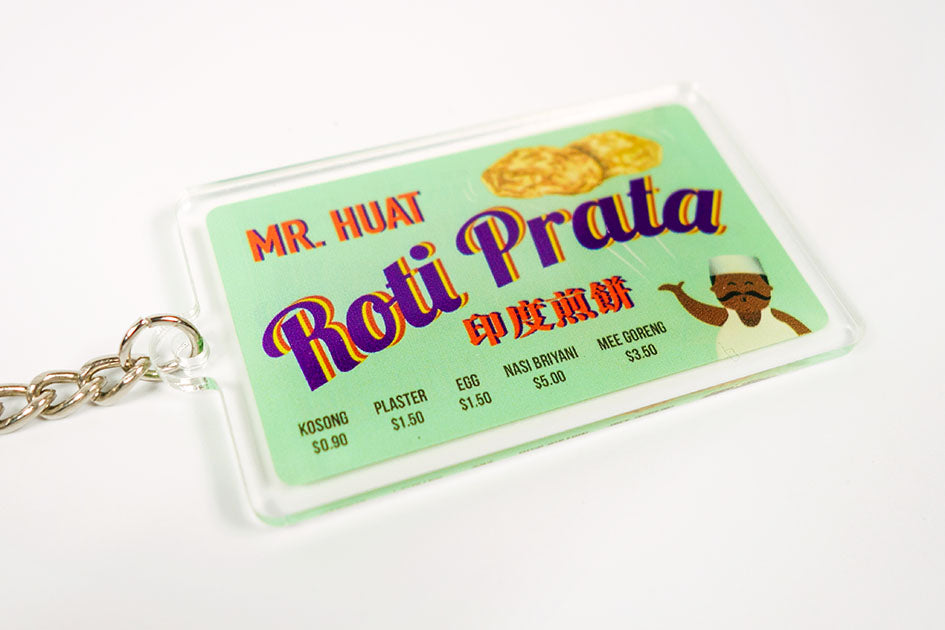 MR. HUAT
Roti Prata
印度煎餅
KOSONG PLASTER EGG NASI BRIYANI MEE GORENG
$0.90 $1.50 $1.50 $5.00 $3.50